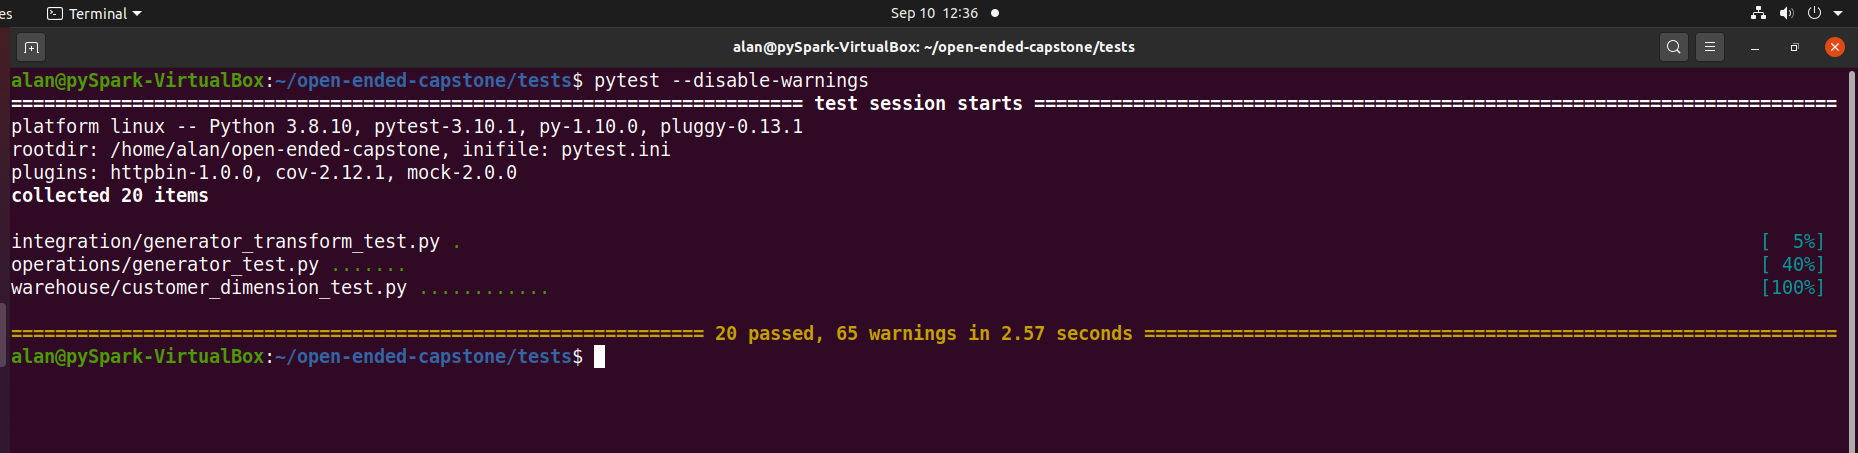 es Terminal Sep 10 12:36
alan@pySpark-VirtualBox: ~/open-ended-capstone/tests
alan@pySpark-VirtualBox:~/open-ended-capstone/tests$ pytest --disable-warnings
======================================================================== test session starts =========================================================================
platform linux -- Python 3.8.10, pytest-3.10.1, py-1.10.0, pluggy-0.13.1
rootdir: /home/alan/open-ended-capstone, inifile: pytest.ini
plugins: httpbin-1.0.0, cov-2.12.1, mock-2.0.0
collected 20 items
integration/generator_transform_test.py . [  5%]
operations/generator_test.py ....... [ 40%]
warehouse/customer_dimension_test.py ............ [100%]
=============================================================== 20 passed, 65 warnings in 2.57 seconds ===============================================================
alan@pySpark-VirtualBox:~/open-ended-capstone/tests$